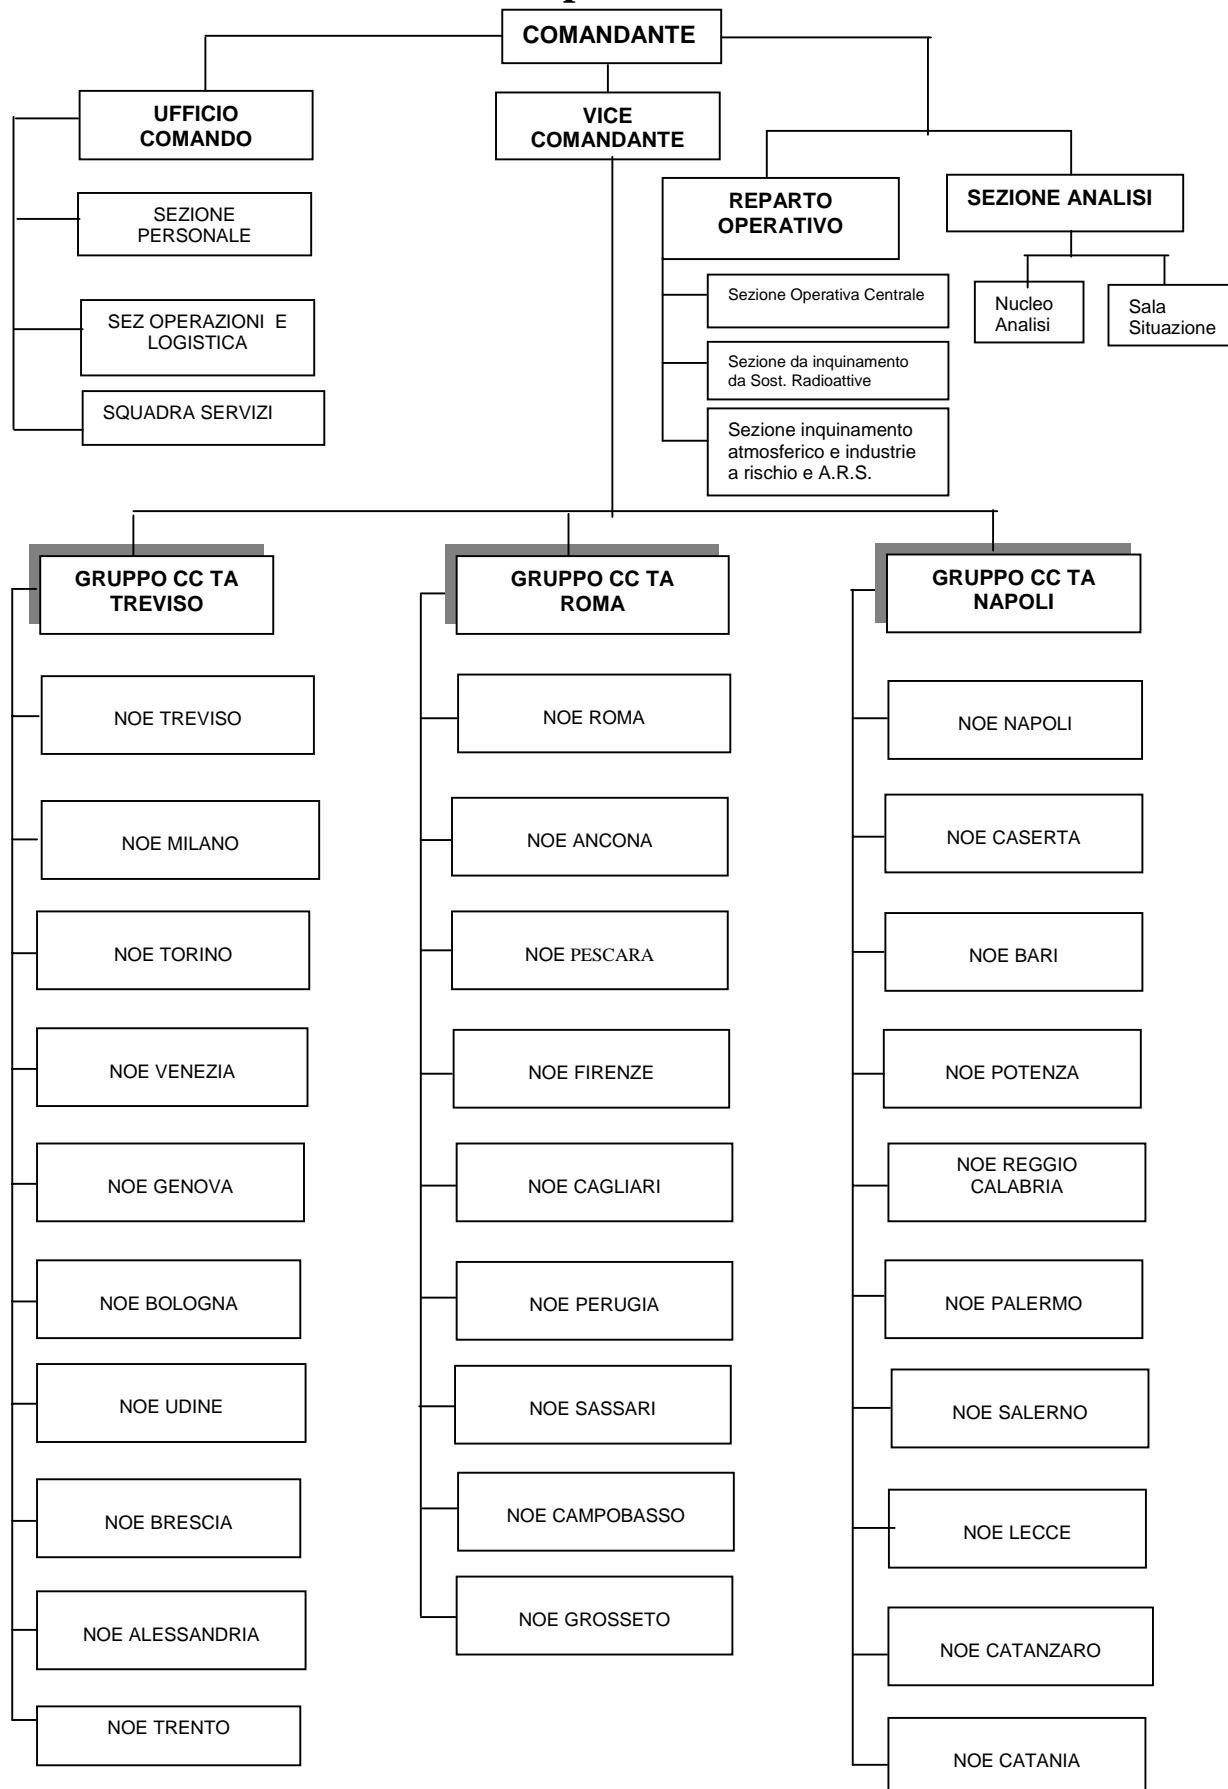 COMANDANTE
UFFICIO
COMANDO
VICE
COMANDANTE
REPARTO
OPERATIVO
SEZIONE ANALISI
SEZIONE
PERSONALE
SEZ OPERAZIONI E
LOGISTICA
SQUADRA SERVIZI
Sezione Operativa Centrale
Sezione da inquinamento
da Sost. Radioattive
Sezione inquinamento
atmosferico e industrie
a rischio e A.R.S.
Nucleo
Analisi
Sala
Situazione
GRUPPO CC TA
TREVISO
NOE TREVISO
NOE MILANO
NOE TORINO
NOE VENEZIA
NOE GENOVA
NOE BOLOGNA
NOE UDINE
NOE BRESCIA
NOE ALESSANDRIA
NOE TRENTO
GRUPPO CC TA
ROMA
NOE ROMA
NOE ANCONA
NOE PESCARA
NOE FIRENZE
NOE CAGLIARI
NOE PERUGIA
NOE SASSARI
NOE CAMPOBASSO
NOE GROSSETO
GRUPPO CC TA
NAPOLI
NOE NAPOLI
NOE CASERTA
NOE BARI
NOE POTENZA
NOE REGGIO
CALABRIA
NOE PALERMO
NOE SALERNO
NOE LECCE
NOE CATANZARO
NOE CATANIA